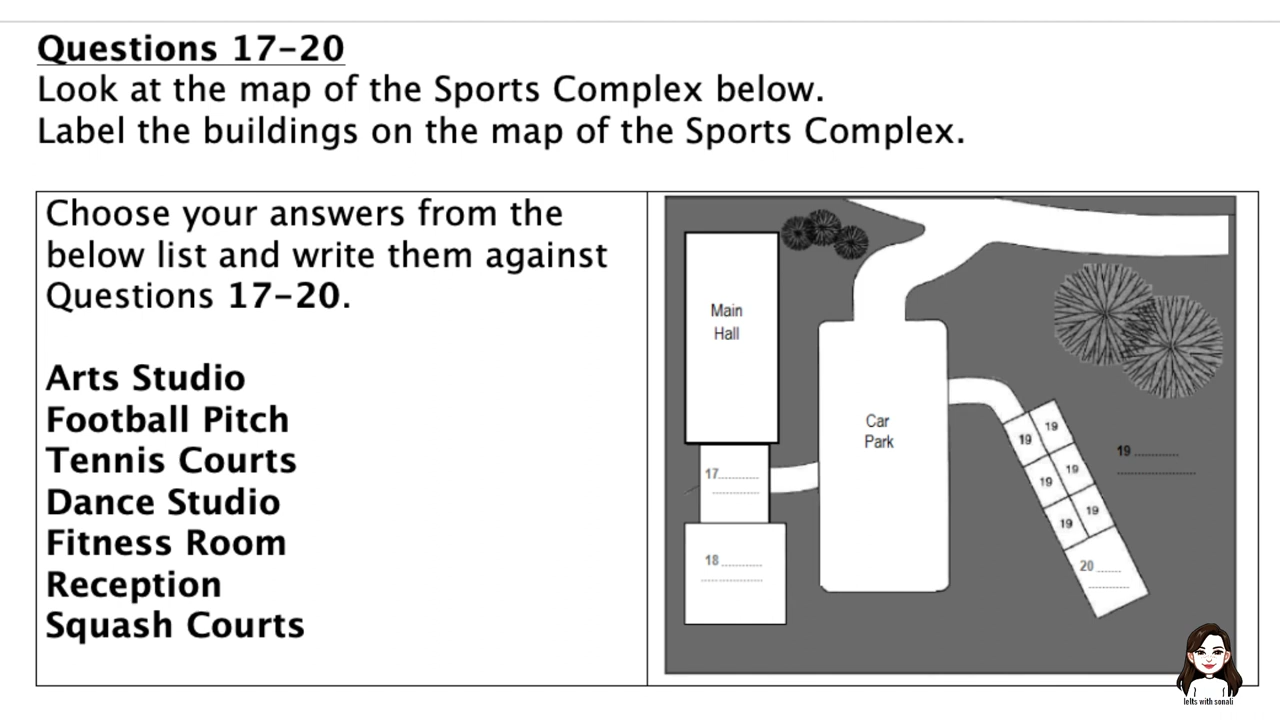 Questions 17-20
Look at the map of the Sports Complex below.
Label the buildings on the map of the Sports Complex.
Choose your answers from the
below list and write them against
Questions 17-20.
Arts Studio
Football Pitch
Tennis Courts
Dance Studio
Fitness Room
Reception
Squash Courts
Main
Hall
Car
Park
17..............
..............
18..............
..............
19
19
19
19
19
19
19..............
..............
20........
..............
Ielts with sonali